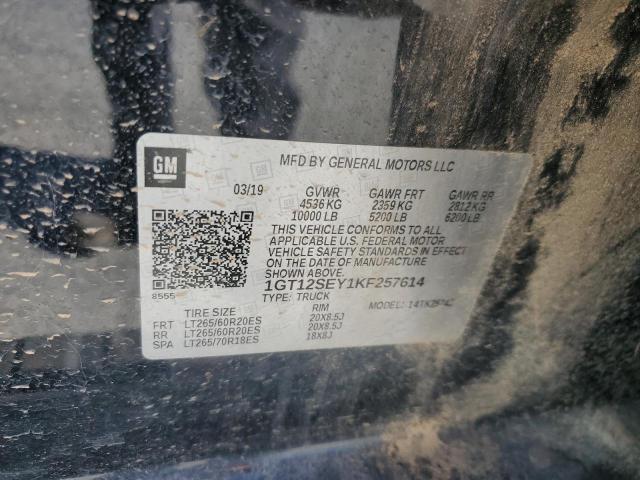 GM
MFD BY GENERAL MOTORS LLC
03/19 GVWR GAWR FRT GAWR RR
4536 KG 2359 KG 2812 KG
10000 LB 5200 LB 6200 LB
THIS VEHICLE CONFORMS TO ALL
APPLICABLE U.S. FEDERAL MOTOR
VEHICLE SAFETY STANDARDS IN
EFFECT ON THE DATE OF MANUFACTURE
SHOWN ABOVE.
8555
1GT12SEY1KF257614
TYPE: TRUCK MODEL:
TIRE SIZE RIM
FRT LT265/60R20ES 20X8.5J
RR LT265/60R20ES 20X8.5J
SPA LT265/70R18ES 18X8J